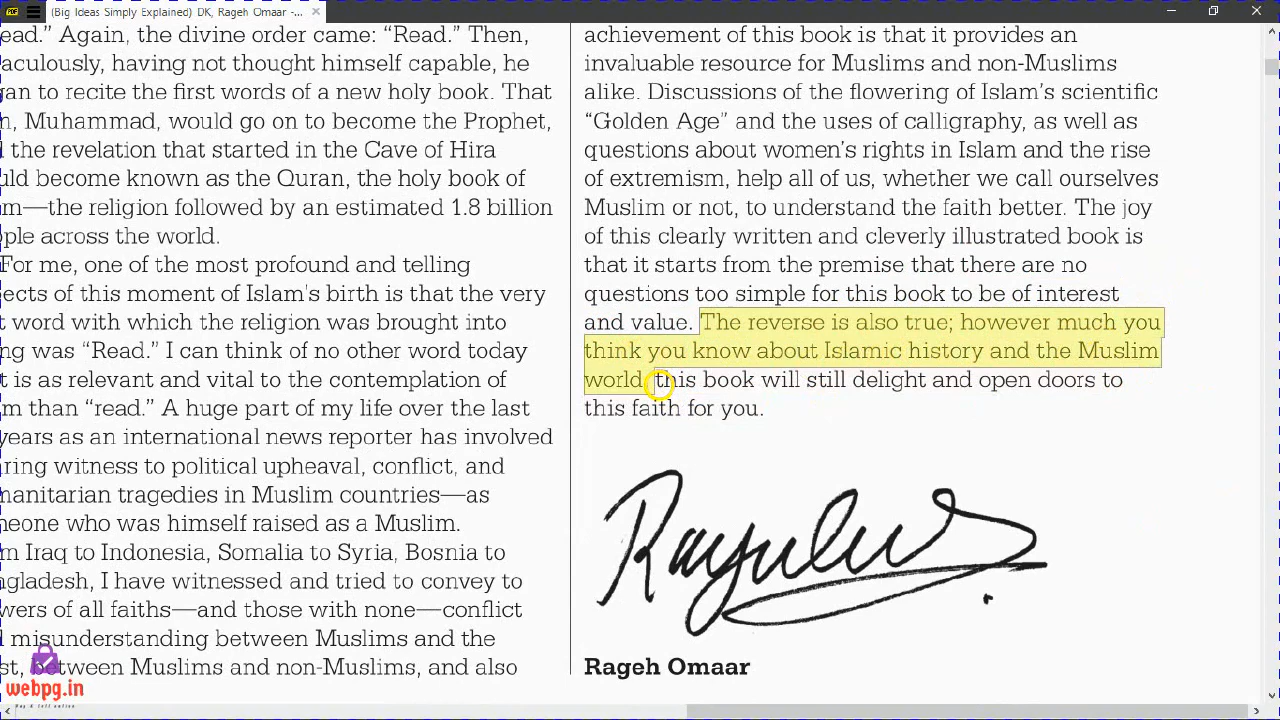 (Big Ideas Simply Explained) DK, Rageh Omaar -...
ead.” Again, the divine order came: “Read.” Then,
aculously, having not thought himself capable, he
an to recite the first words of a new holy book. That
n, Muhammad, would go on to become the Prophet,
the revelation that started in the Cave of Hira
ld become known as the Quran, the holy book of
m—the religion followed by an estimated 1.8 billion
ple across the world.
For me, one of the most profound and telling
ects of this moment of Islam’s birth is that the very
t word with which the religion was brought into
ng was “Read.” I can think of no other word today
t is as relevant and vital to the contemplation of
m than “read.” A huge part of my life over the last
years as an international news reporter has involved
ring witness to political upheaval, conflict, and
manitarian tragedies in Muslim countries—as
neone who was himself raised as a Muslim.
m Iraq to Indonesia, Somalia to Syria, Bosnia to
ngladesh, I have witnessed and tried to convey to
wers of all faiths—and those with none—conflict
misunderstanding between Muslims and the
st, between Muslims and non-Muslims, and also
achievement of this book is that it provides an
invaluable resource for Muslims and non-Muslims
alike. Discussions of the flowering of Islam’s scientific
“Golden Age” and the uses of calligraphy, as well as
questions about women’s rights in Islam and the rise
of extremism, help all of us, whether we call ourselves
Muslim or not, to understand the faith better. The joy
of this clearly written and cleverly illustrated book is
that it starts from the premise that there are no
questions too simple for this book to be of interest
and value. The reverse is also true; however much you
think you know about Islamic history and the Muslim
world, this book will still delight and open doors to
this faith for you.
Rageh Omaar
webpg.in
Buy & Sell online